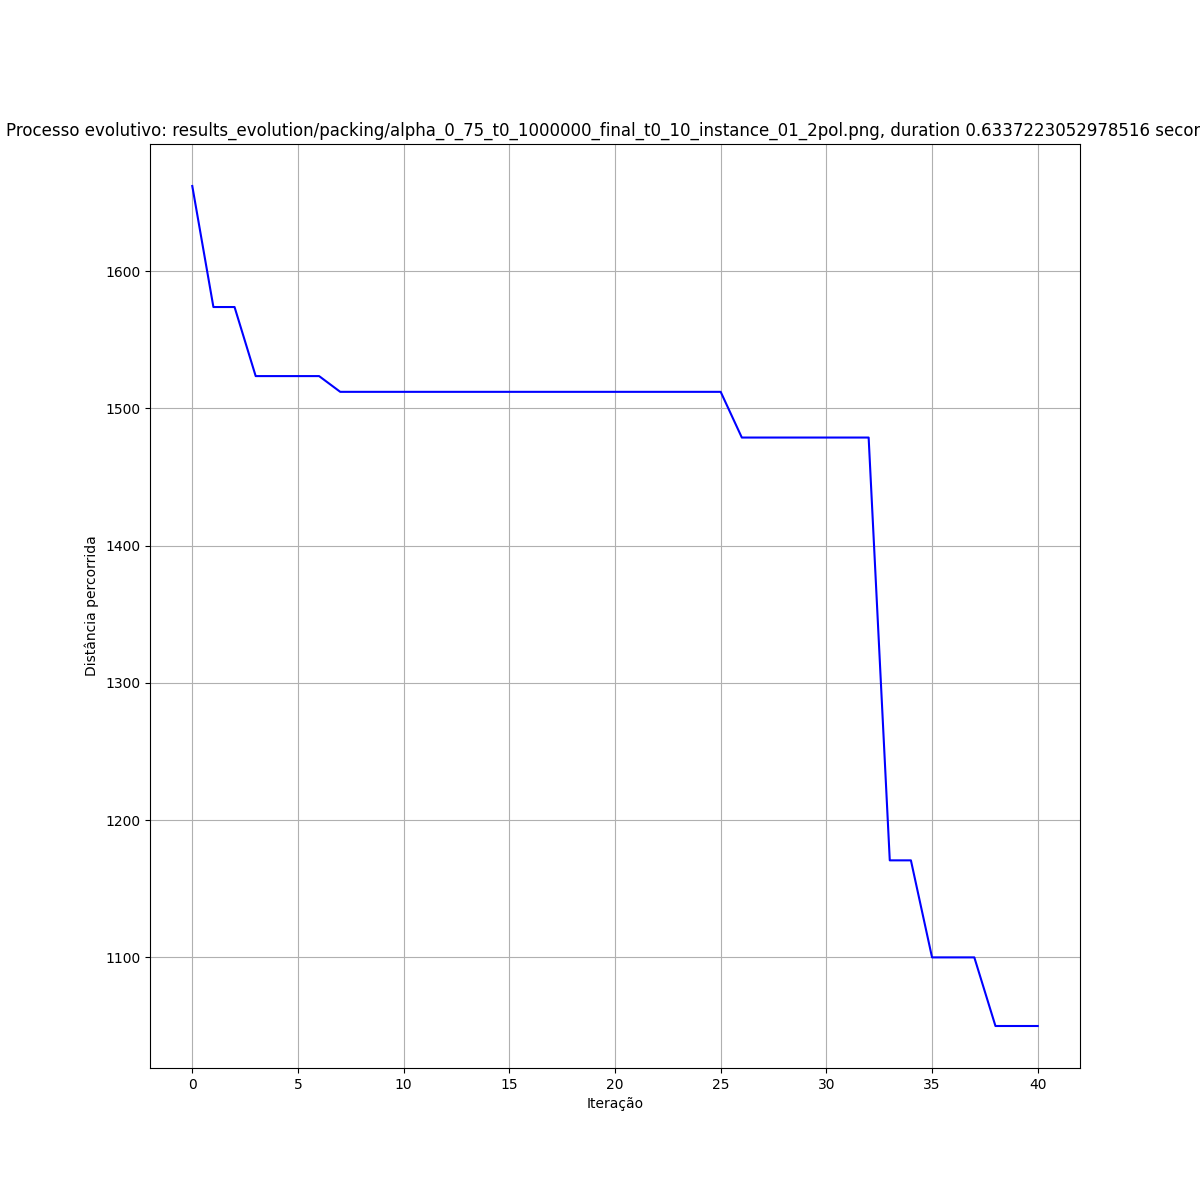 Processo evolutivo: results_evolution/packing/alpha_0_75_t0_1000000_final_t0_10_instance_01_2pol.png, duration 0.6337223052978516
1600
1500
1400
1300
1200
1100
Distância percorrida
0 5 10 15 20 25 30 35 40
Iteração